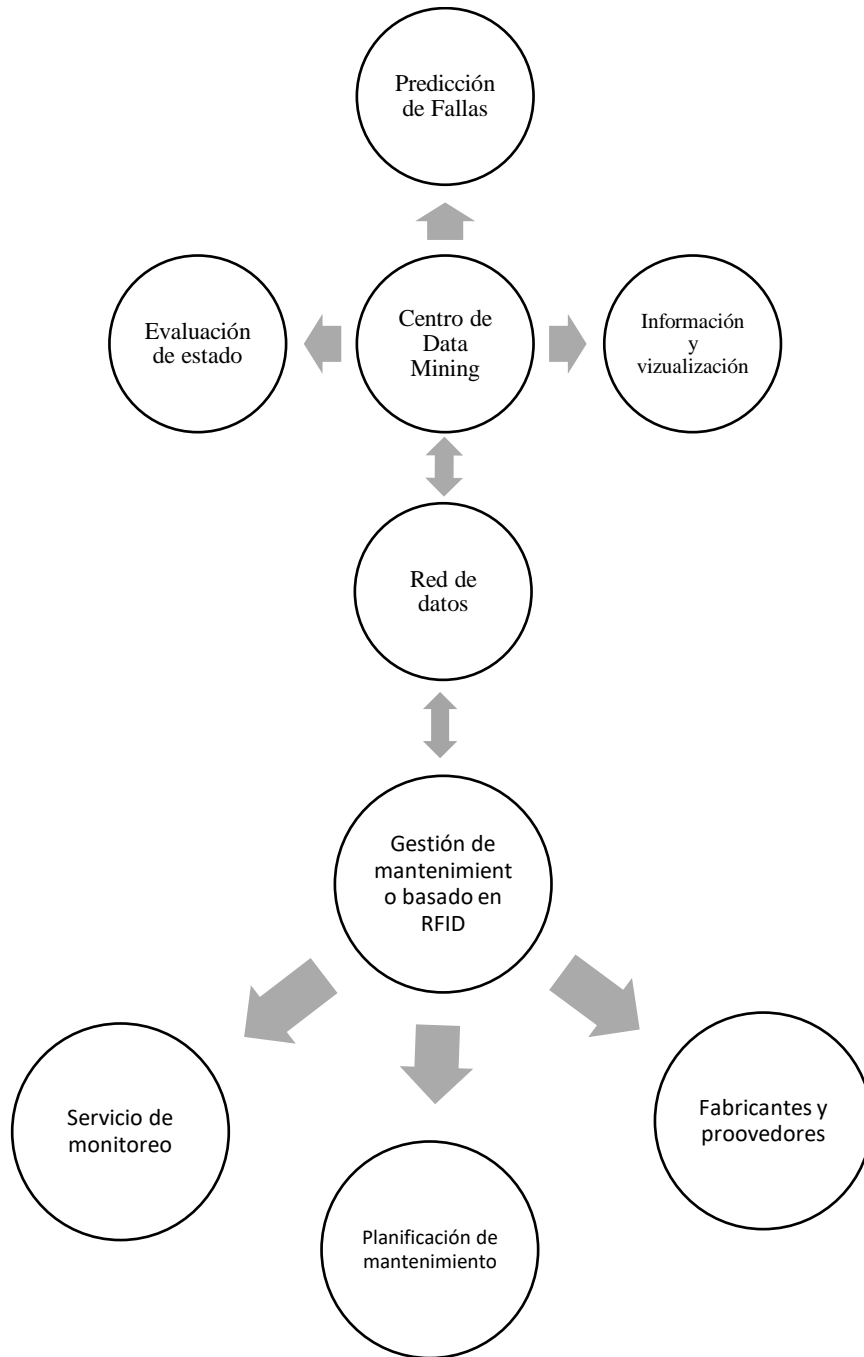 Predicción
de Fallas
Evaluación
de estado
Centro de
Data
Mining
Información
y
vizualización
Red de
datos
Gestión de
mantenimient
o basado en
RFID
Servicio de
monitoreo
Planificación de
mantenimiento
Fabricantes y
proovedores